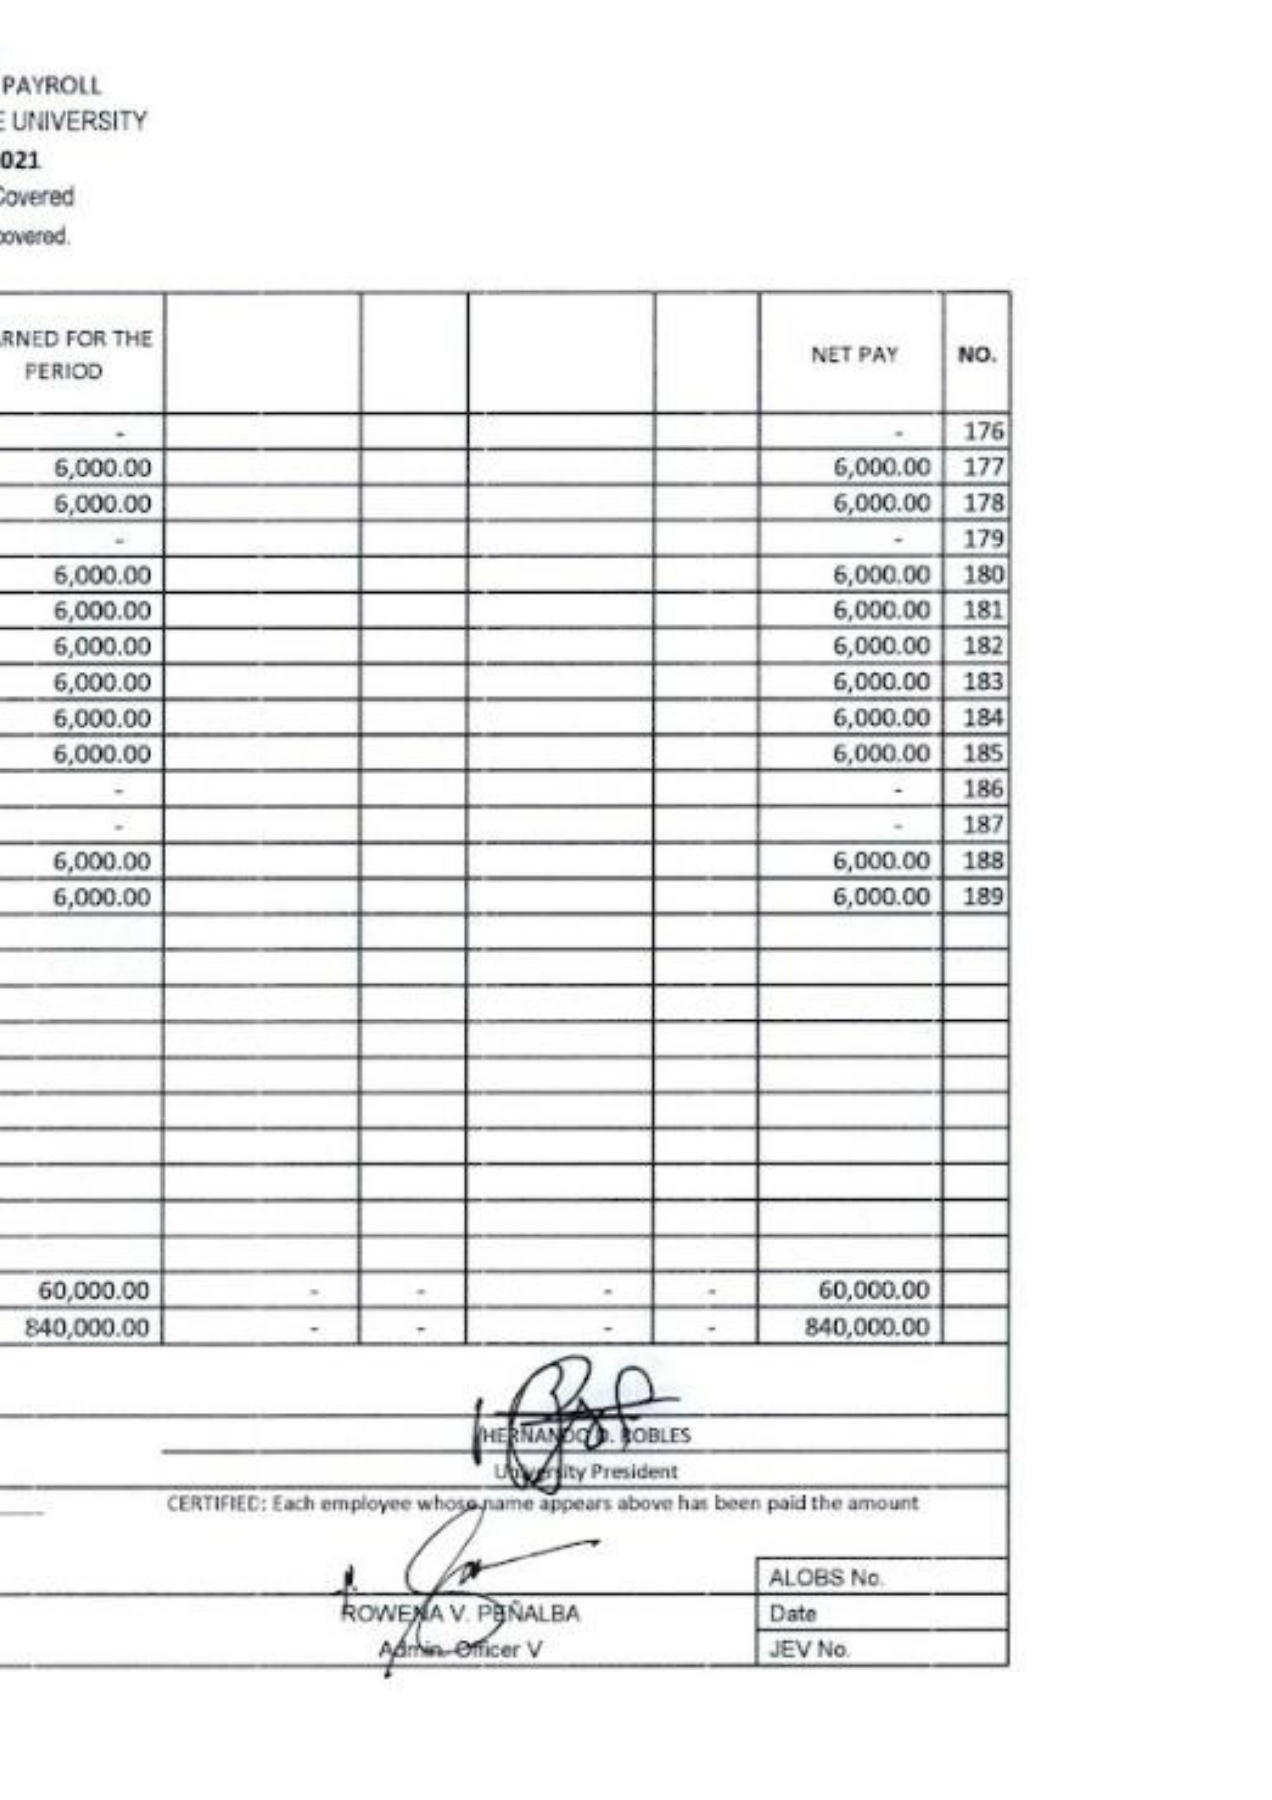 PAYROLL
E UNIVERSITY
021
Covered
covered.
RNED FOR THE PERIOD NET PAY NO.
- - 176
6,000.00 6,000.00 177
6,000.00 6,000.00 178
- - 179
6,000.00 6,000.00 180
6,000.00 6,000.00 181
6,000.00 6,000.00 182
6,000.00 6,000.00 183
6,000.00 6,000.00 184
6,000.00 6,000.00 185
- - 186
- - 187
6,000.00 6,000.00 188
6,000.00 6,000.00 189
60,000.00 - - - - 60,000.00
840,000.00 - - - - 840,000.00
HERNANDO D. ROBLES
University President
CERTIFIED: Each employee whose name appears above has been paid the amount
ALOBS No.
ROWENA V. PEÑALBA Date
Admin. Officer V JEV No.